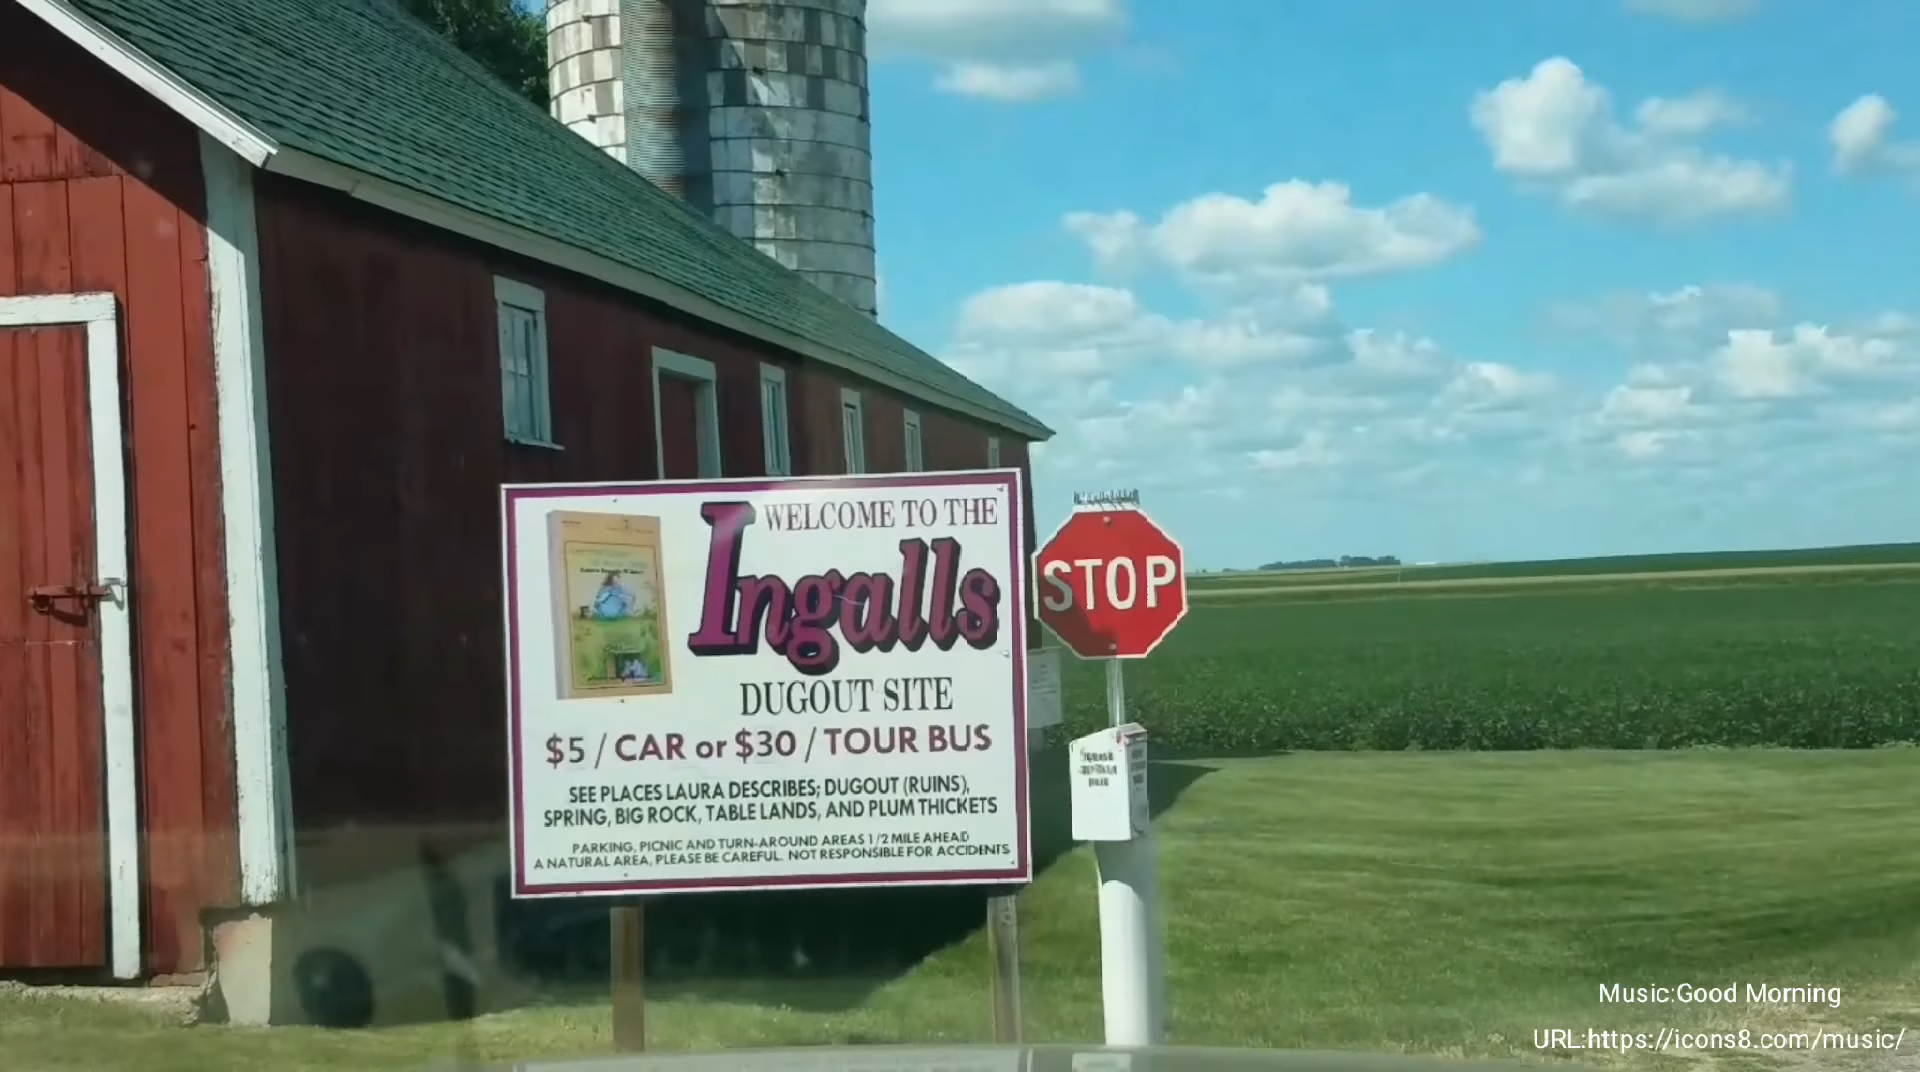 WELCOME TO THE
Ingalls
DUGOUT SITE
$5 / CAR or $30 / TOUR BUS
SEE PLACES LAURA DESCRIBES; DUGOUT (RUINS),
SPRING, BIG ROCK, TABLE LANDS, AND PLUM THICKETS
PARKING, PICNIC AND TURN-AROUND AREAS 1/2 MILE AHEAD
A NATURAL AREA, PLEASE BE CAREFUL. NOT RESPONSIBLE FOR ACCIDENTS
STOP
Music:Good Morning
URL:https://icons8.com/music/